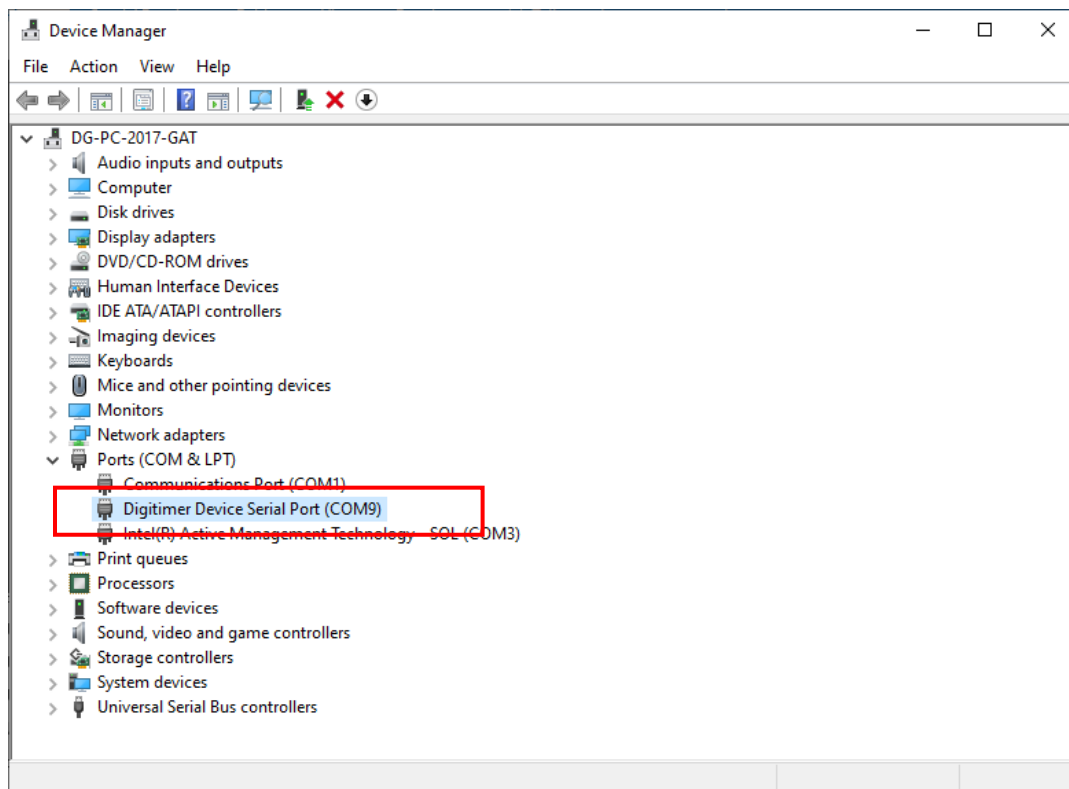 Device Manager
File Action View Help
DG-PC-2017-GAT
Audio inputs and outputs
Computer
Disk drives
Display adapters
DVD/CD-ROM drives
Human Interface Devices
IDE ATA/ATAPI controllers
Imaging devices
Keyboards
Mice and other pointing devices
Monitors
Network adapters
Ports (COM & LPT)
Communications Port (COM1)
Digitimer Device Serial Port (COM9)
Intel(R) Active Management Technology - SOL (COM3)
Print queues
Processors
Software devices
Sound, video and game controllers
Storage controllers
System devices
Universal Serial Bus controllers